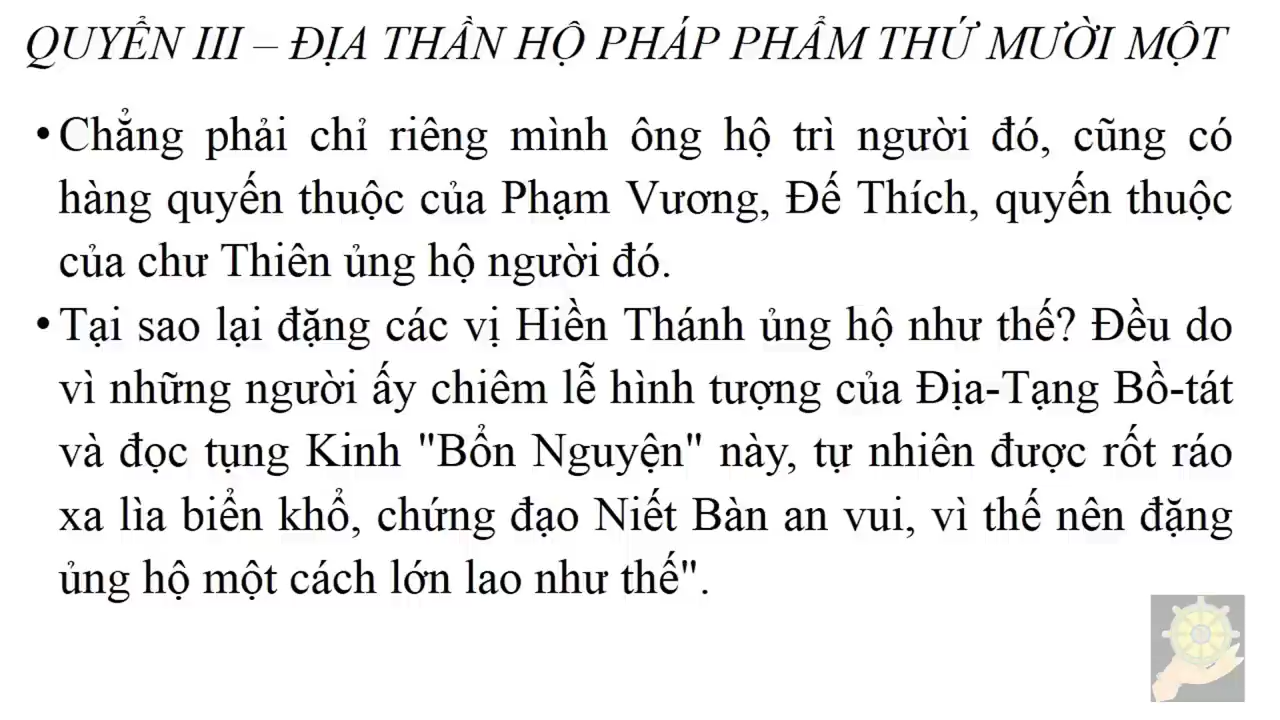 QUYỂN III – ĐỊA THẦN HỘ PHÁP PHẨM THỨ MƯỜI MỘT
• Chẳng phải chỉ riêng mình ông hộ trì người đó, cũng có
hàng quyến thuộc của Phạm Vương, Đế Thích, quyến thuộc
của chư Thiên ủng hộ người đó.
• Tại sao lại đặng các vị Hiền Thánh ủng hộ như thế? Đều do
vì những người ấy chiêm lễ hình tượng của Địa-Tạng Bồ-tát
và đọc tụng Kinh "Bổn Nguyện" này, tự nhiên được rốt ráo
xa lìa biển khổ, chứng đạo Niết Bàn an vui, vì thế nên đặng
ủng hộ một cách lớn lao như thế".